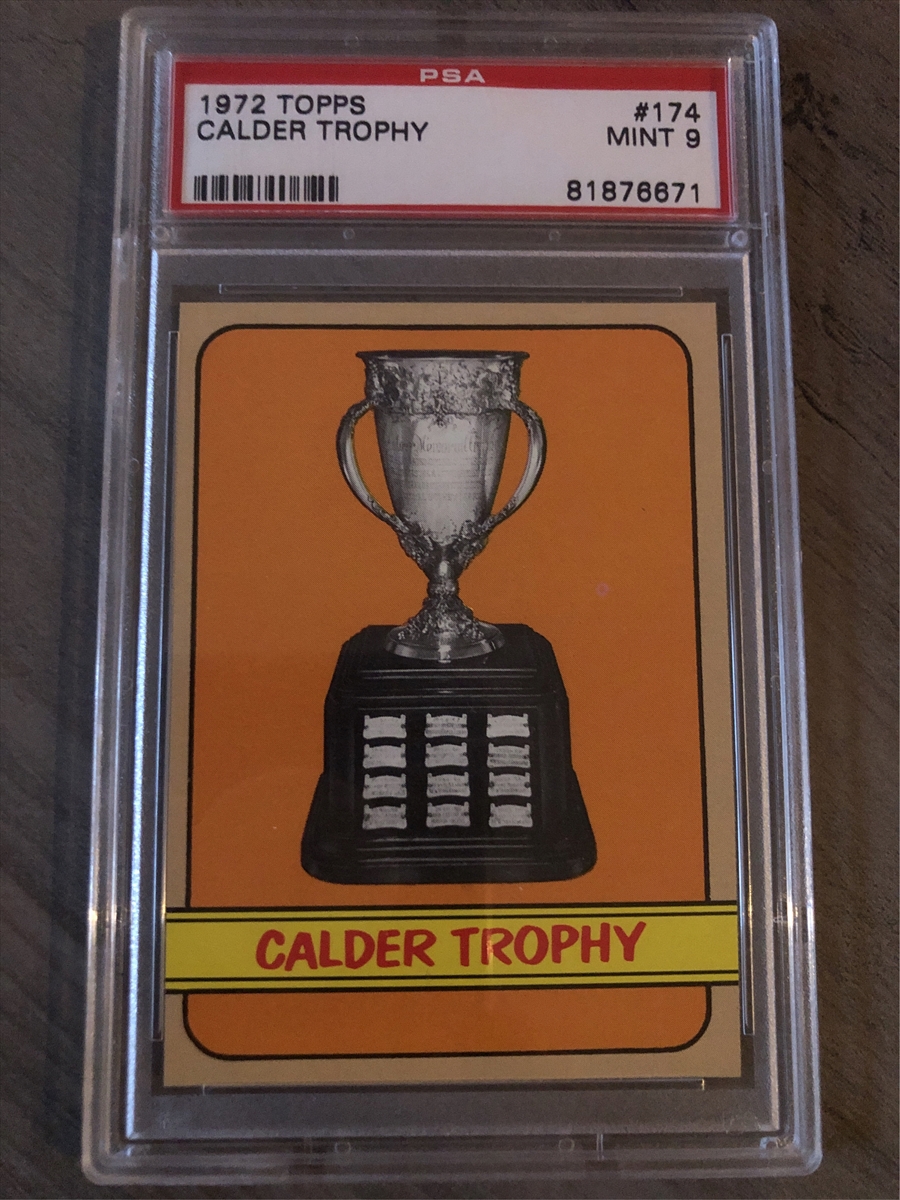 PSA
1972 TOPPS
#174
CALDER TROPHY
MINT 9
81876671
CALDER TROPHY